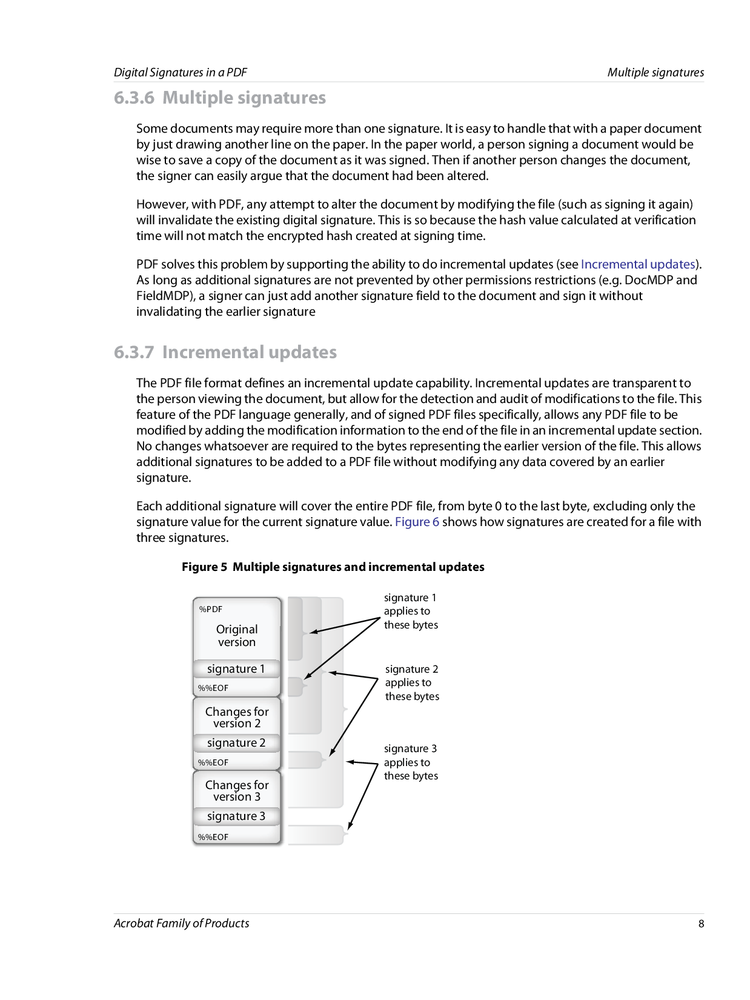 Digital Signatures in a PDF Multiple signatures
6.3.6 Multiple signatures
Some documents may require more than one signature. It is easy to handle that with a paper document
by just drawing another line on the paper. In the paper world, a person signing a document would be
wise to save a copy of the document as it was signed. Then if another person changes the document,
the signer can easily argue that the document had been altered.
However, with PDF, any attempt to alter the document by modifying the file (such as signing it again)
will invalidate the existing digital signature. This is so because the hash value calculated at verification
time will not match the encrypted hash created at signing time.
PDF solves this problem by supporting the ability to do incremental updates (see Incremental updates).
As long as additional signatures are not prevented by other permissions restrictions (e.g. DocMDP and
FieldMDP), a signer can just add another signature field to the document and sign it without
invalidating the earlier signature
6.3.7 Incremental updates
The PDF file format defines an incremental update capability. Incremental updates are transparent to
the person viewing the document, but allow for the detection and audit of modifications to the file. This
feature of the PDF language generally, and of signed PDF files specifically, allows any PDF file to be
modified by adding the modification information to the end of the file in an incremental update section.
No changes whatsoever are required to the bytes representing the earlier version of the file. This allows
additional signatures to be added to a PDF file without modifying any data covered by an earlier
signature.
Each additional signature will cover the entire PDF file, from byte 0 to the last byte, excluding only the
signature value for the current signature value. Figure 6 shows how signatures are created for a file with
three signatures.
Figure 5 Multiple signatures and incremental updates
%PDF
Original
version
signature 1
%%EOF
Changes for
version 2
signature 2
%%EOF
Changes for
version 3
signature 3
%%EOF
signature 1
applies to
these bytes
signature 2
applies to
these bytes
signature 3
applies to
these bytes
Acrobat Family of Products 8